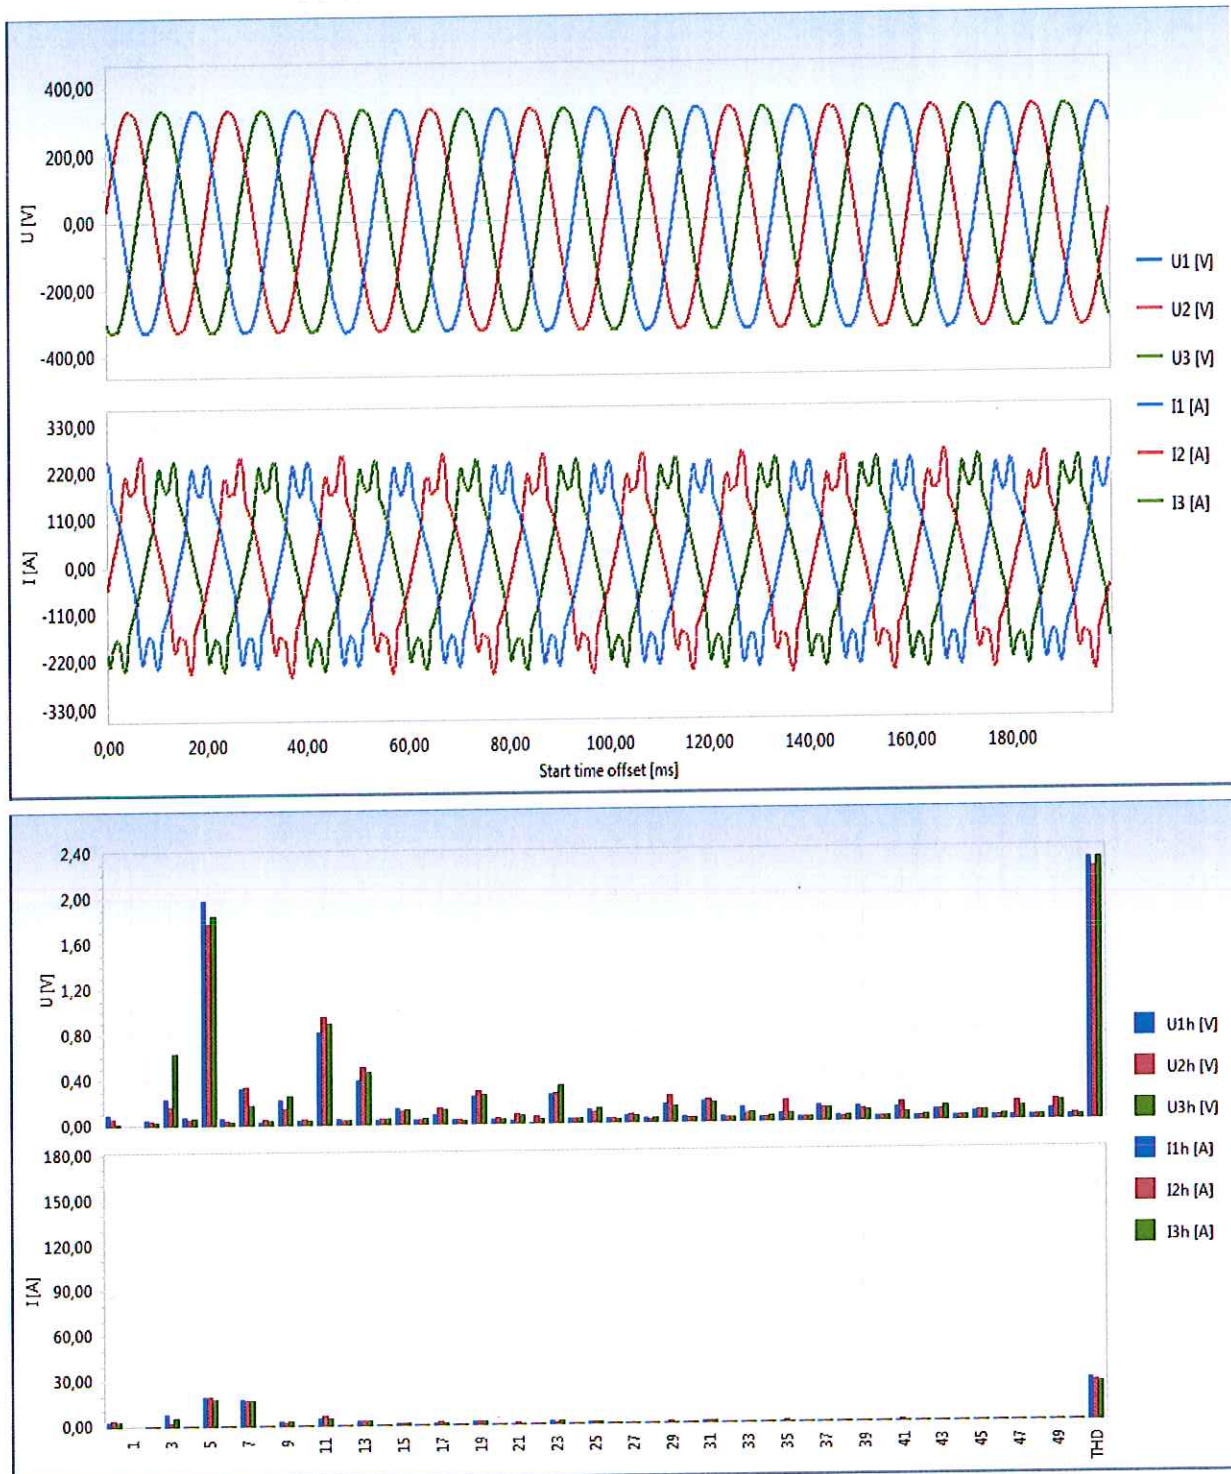 400,00
200,00
0,00
-200,00
-400,00
U [V]
U1 [V]
U2 [V]
U3 [V]
I1 [A]
I2 [A]
I3 [A]
330,00
220,00
110,00
0,00
-110,00
-220,00
-330,00
I [A]
0,00 20,00 40,00 60,00 80,00 100,00 120,00 140,00 160,00 180,00
Start time offset [ms]
2,40
2,00
1,60
1,20
0,80
0,40
0,00
U [V]
U1h [V]
U2h [V]
U3h [V]
I1h [A]
I2h [A]
I3h [A]
180,00
150,00
120,00
90,00
60,00
30,00
0,00
I [A]
1 3 5 7 9 11 13 15 17 19 21 23 25 27 29 31 33 35 37 39 41 43 45 47 49 THD